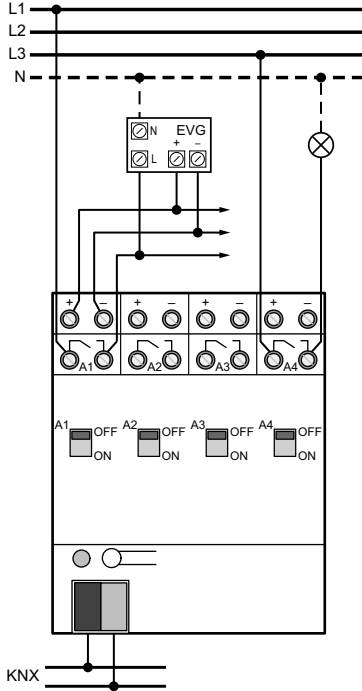 L1
L2
L3
N
N EVG
+ –
L
+ – + – + – + –
A1 A2 A3 A4
A1 OFF A2 OFF A3 OFF A4 OFF
ON ON ON ON
KNX